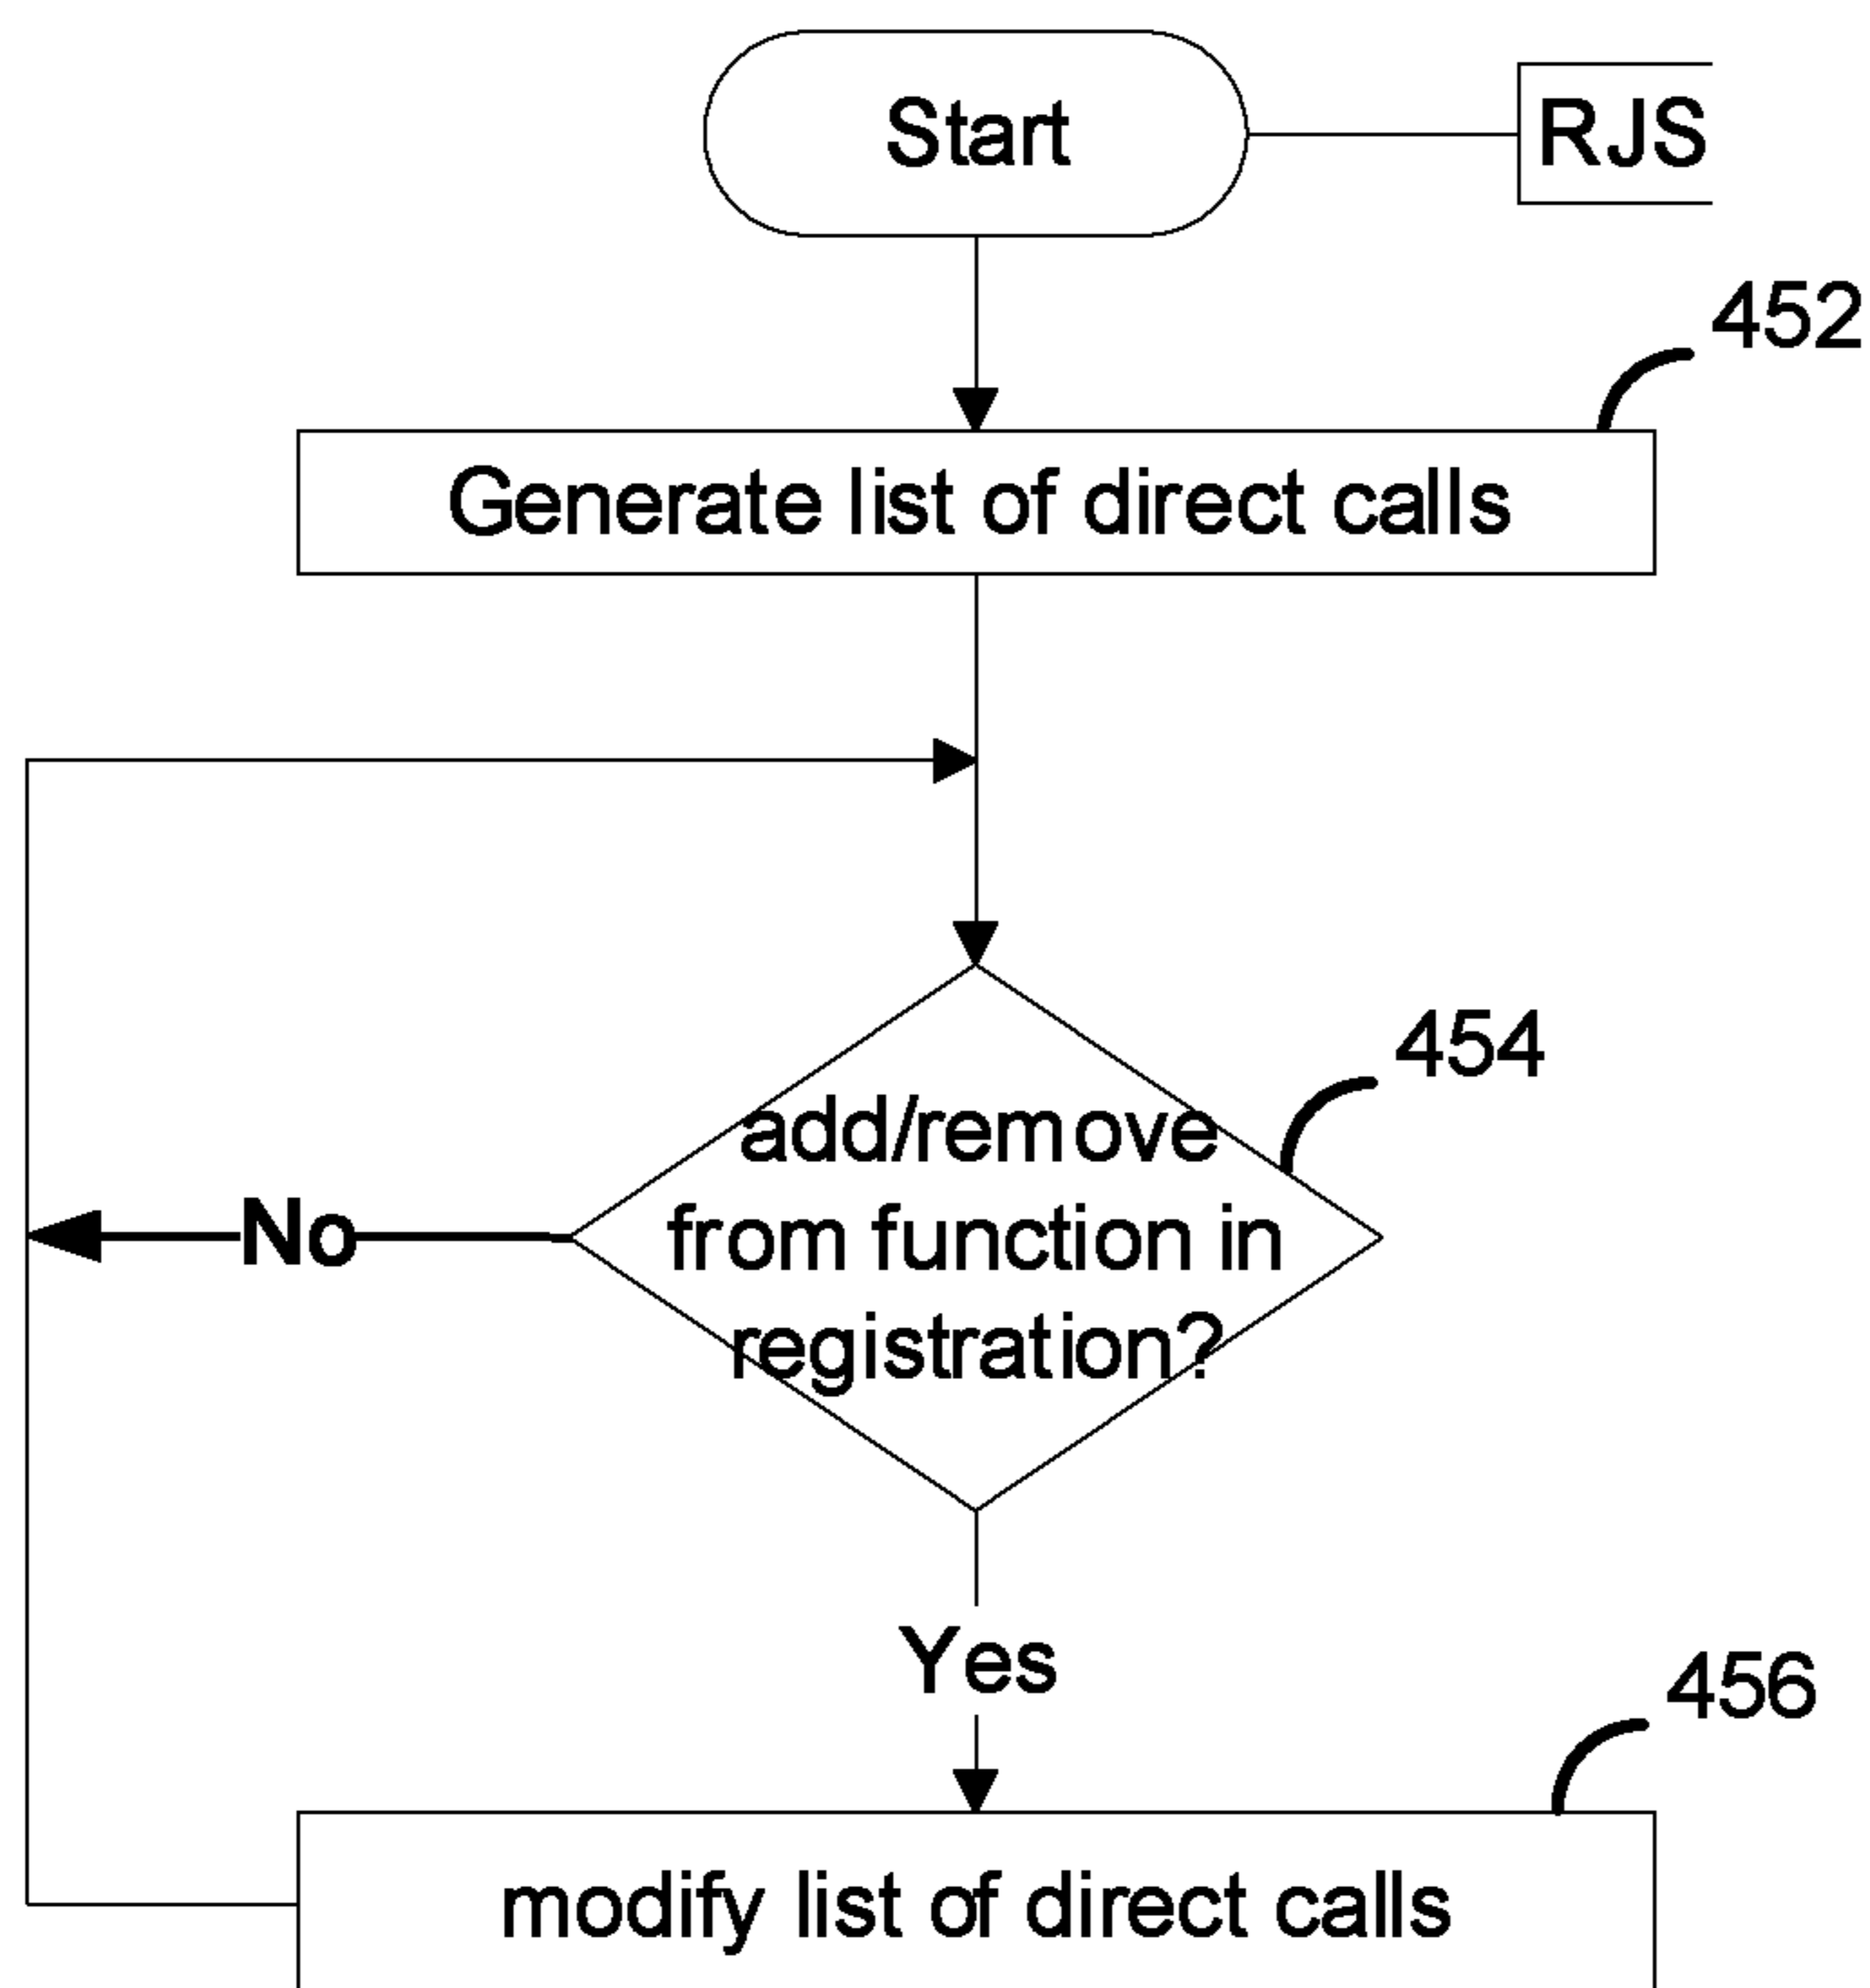 Start
RJS
452
Generate list of direct calls
454
add/remove
from function in
registration?
No
Yes
456
modify list of direct calls